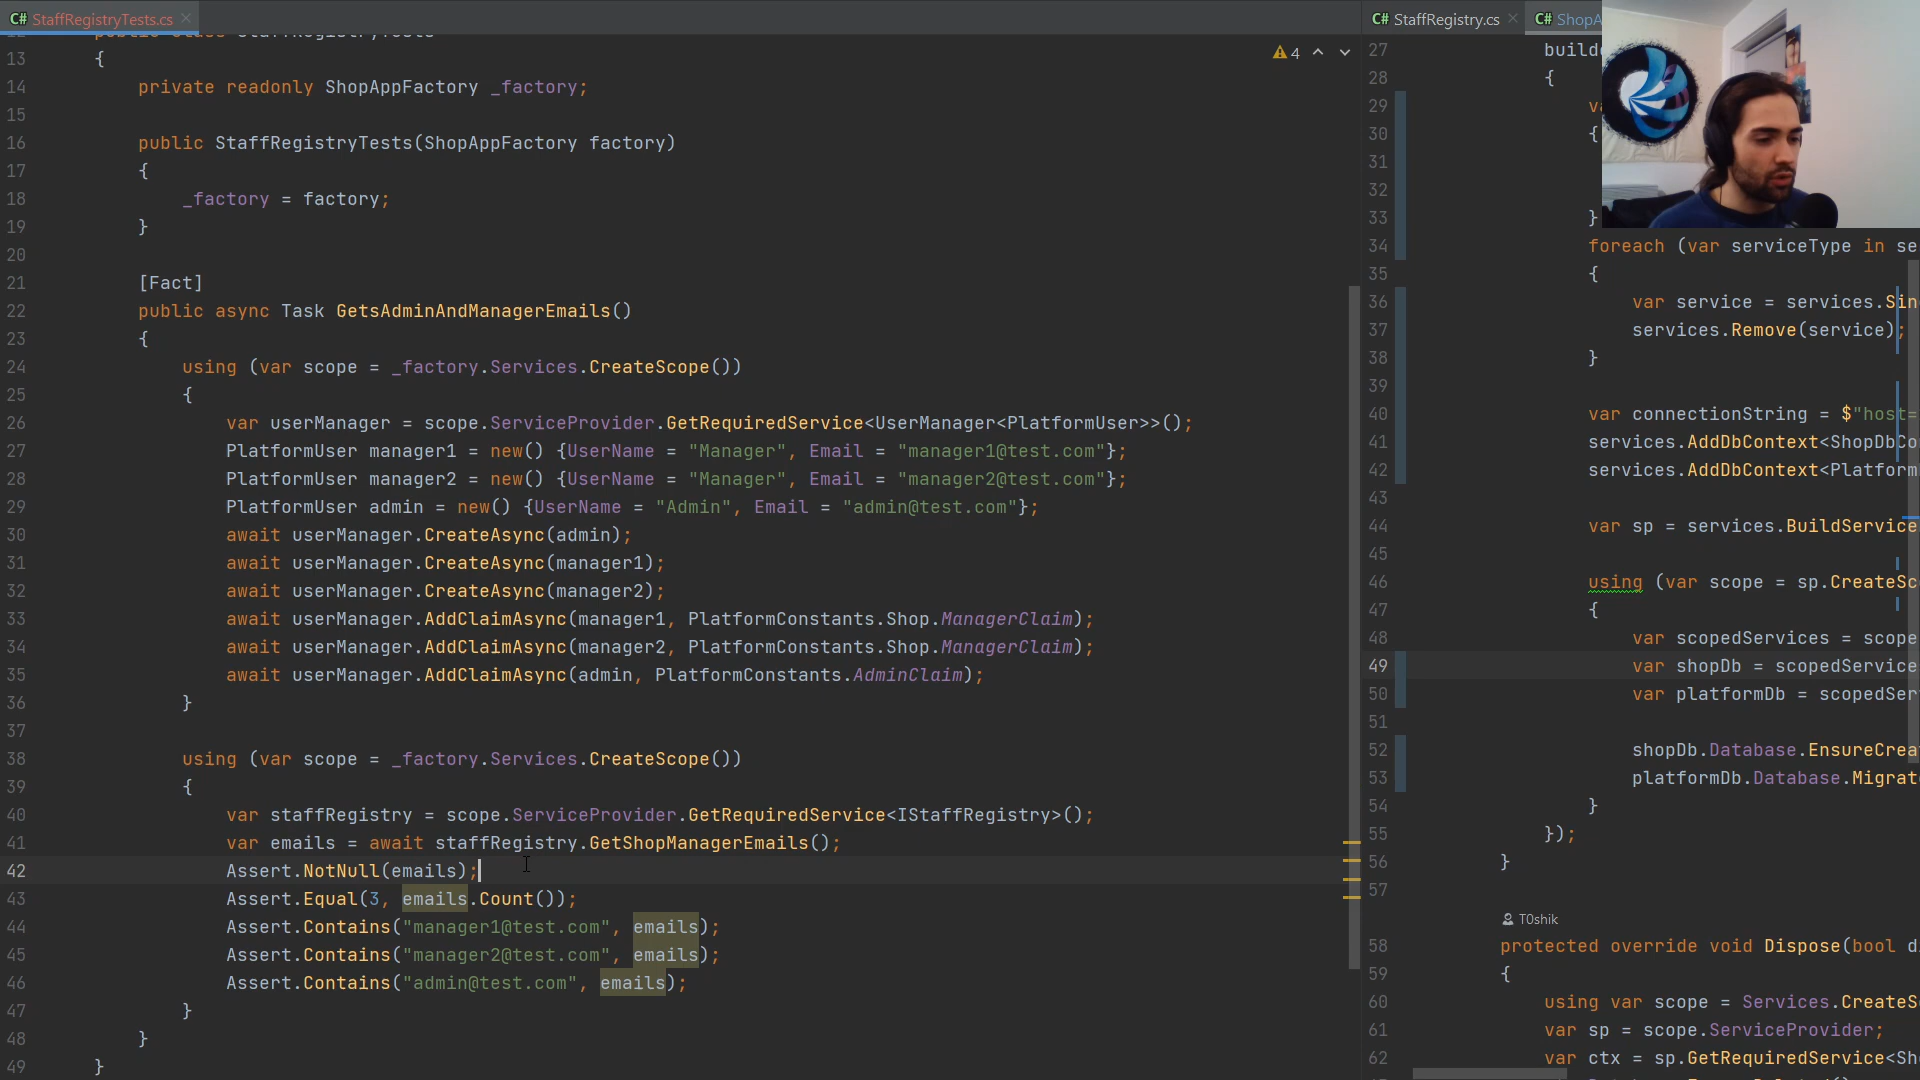 C# StaffRegistryTests.cs
13 {
14 private readonly ShopAppFactory _factory;
15
16 public StaffRegistryTests(ShopAppFactory factory)
17 {
18 _factory = factory;
19 }
20
21 [Fact]
22 public async Task GetsAdminAndManagerEmails()
23 {
24 using (var scope = _factory.Services.CreateScope())
25 {
26 var userManager = scope.ServiceProvider.GetRequiredService<UserManager<PlatformUser>>();
27 PlatformUser manager1 = new() {UserName = "Manager", Email = "manager1@test.com"};
28 PlatformUser manager2 = new() {UserName = "Manager", Email = "manager2@test.com"};
29 PlatformUser admin = new() {UserName = "Admin", Email = "admin@test.com"};
30 await userManager.CreateAsync(admin);
31 await userManager.CreateAsync(manager1);
32 await userManager.CreateAsync(manager2);
33 await userManager.AddClaimAsync(manager1, PlatformConstants.Shop.ManagerClaim);
34 await userManager.AddClaimAsync(manager2, PlatformConstants.Shop.ManagerClaim);
35 await userManager.AddClaimAsync(admin, PlatformConstants.AdminClaim);
36 }
37
38 using (var scope = _factory.Services.CreateScope())
39 {
40 var staffRegistry = scope.ServiceProvider.GetRequiredService<IStaffRegistry>();
41 var emails = await staffRegistry.GetShopManagerEmails();
42 Assert.NotNull(emails);
43 Assert.Equal(3, emails.Count());
44 Assert.Contains("manager1@test.com", emails);
45 Assert.Contains("manager2@test.com", emails);
46 Assert.Contains("admin@test.com", emails);
47 }
48 }
49 }
4
C# StaffRegistry.cs
C# ShopA
27 builde
28 {
29 va
30 {
31
32
33 }
34 foreach (var serviceType in se
35 {
36 var service = services.Sin
37 services.Remove(service);
38 }
39
40 var connectionString = $"host=
41 services.AddDbContext<ShopDbCo
42 services.AddDbContext<Platform
43
44 var sp = services.BuildService
45
46 using (var scope = sp.CreateSc
47 {
48 var scopedServices = scope
49 var shopDb = scopedService
50 var platformDb = scopedSer
51
52 shopDb.Database.EnsureCrea
53 platformDb.Database.Migrat
54 }
55 });
56 }
57
T0shik
58 protected override void Dispose(bool d
59 {
60 using var scope = Services.CreateS
61 var sp = scope.ServiceProvider;
62 var ctx = sp.GetRequiredService<Sh